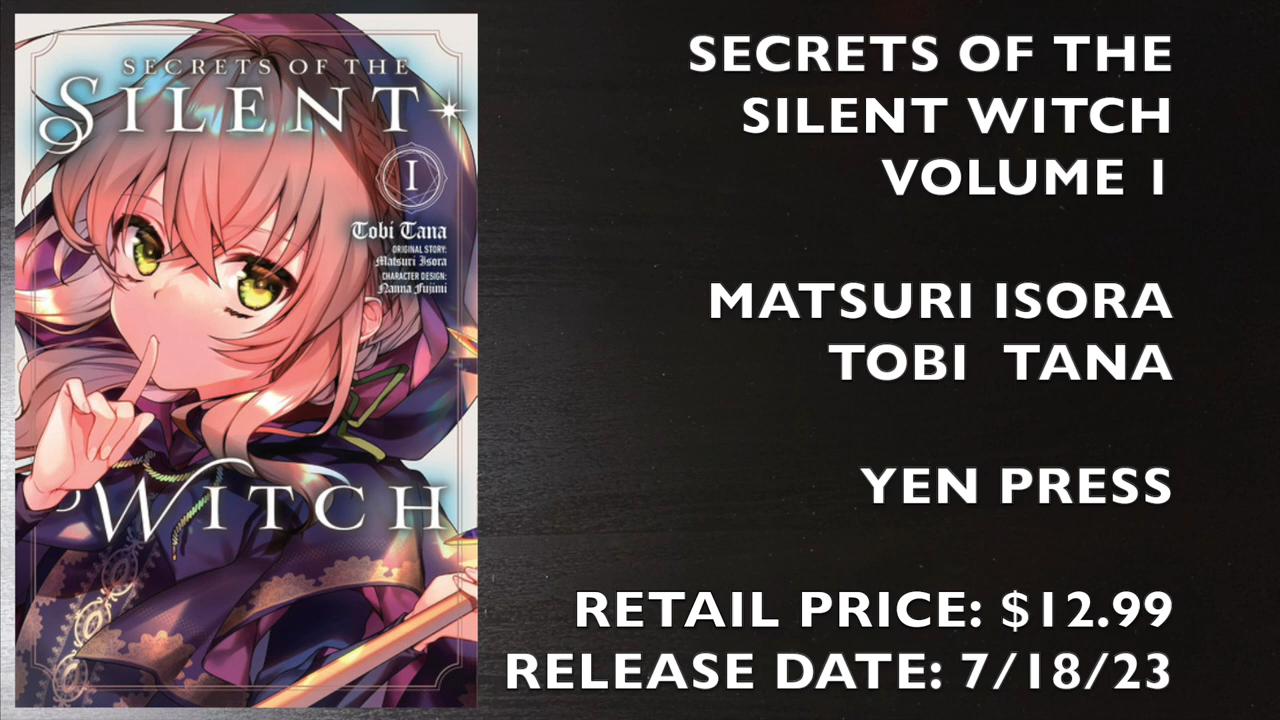 SECRETS OF THE
SILENT
I
Tobi Tana
ORIGINAL STORY:
Matsuri Isora
CHARACTER DESIGN:
Nanna Fujimi
WITCH
SECRETS OF THE
SILENT WITCH
VOLUME 1
MATSURI ISORA
TOBI TANA
YEN PRESS
RETAIL PRICE: $12.99
RELEASE DATE: 7/18/23